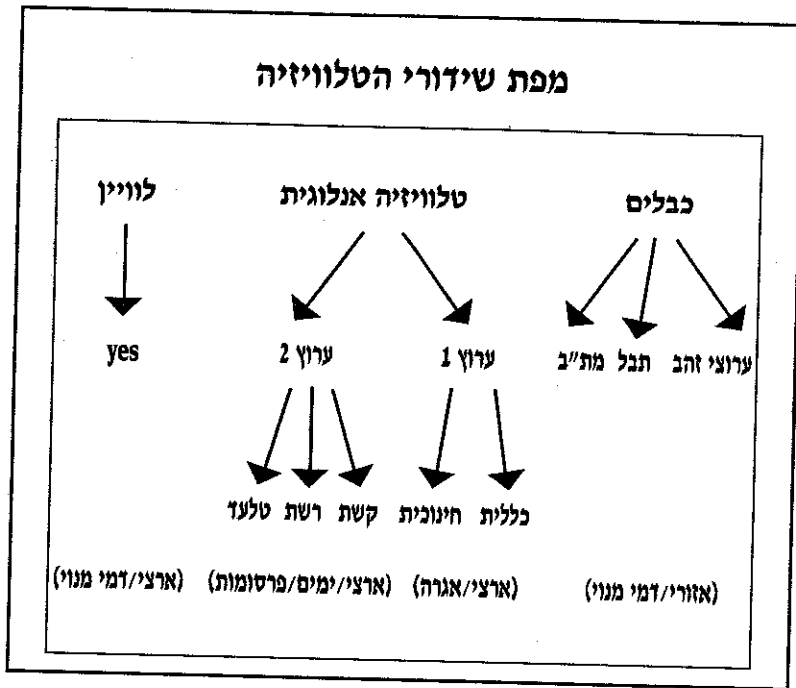 מפת שידורי הטלוויזיה
כבלים טלוויזיה אנלוגית לוויין
ערוצי זהב תבל מת״ב ערוץ 1 ערוץ 2 yes
כללית חינוכית קשת רשת טלעד
(אזורי/דמי מנוי) (ארצי/אגרה) (ארצי/ימים/פרסומות) (ארצי/דמי מנוי)